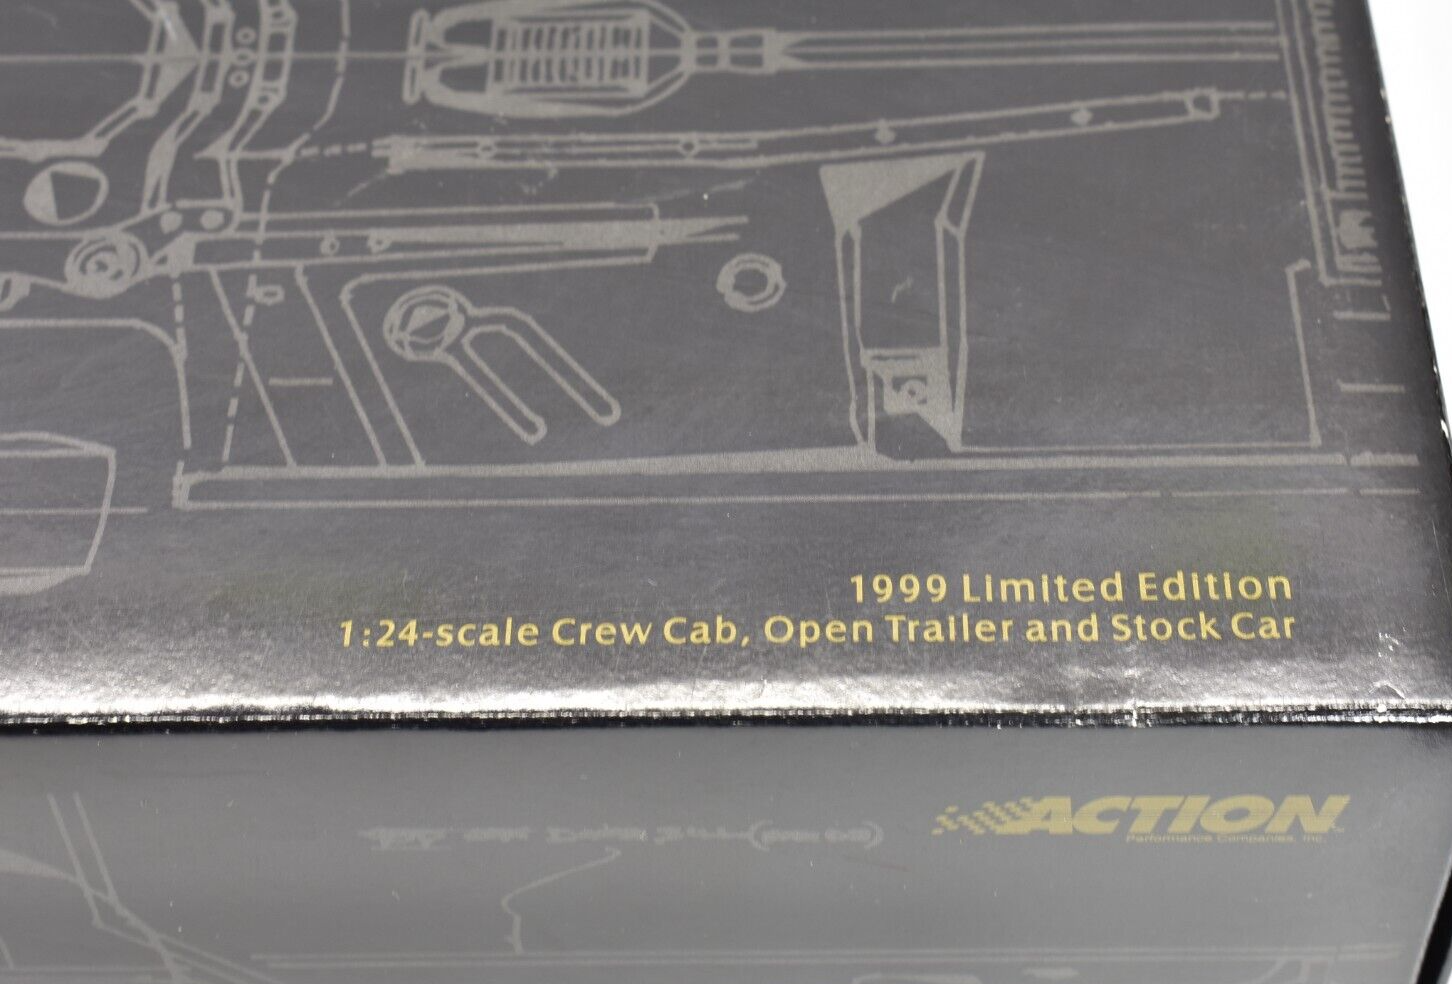 1999 Limited Edition
1:24-scale Crew Cab, Open Trailer and Stock Car
ACTION
Performance Companies, Inc.